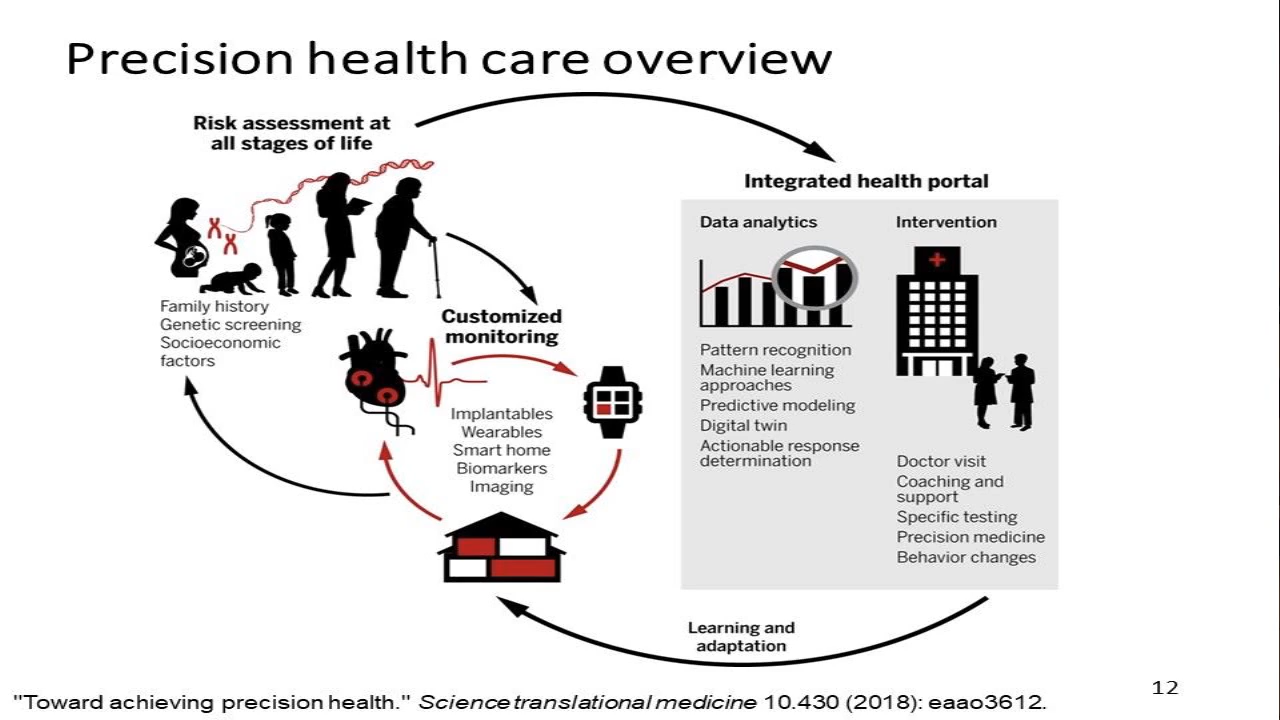 Precision health care overview
Risk assessment at
all stages of life
Family history
Genetic screening
Socioeconomic
factors
Customized
monitoring
Implantables
Wearables
Smart home
Biomarkers
Imaging
Integrated health portal
Data analytics
Pattern recognition
Machine learning
approaches
Predictive modeling
Digital twin
Actionable response
determination
Intervention
Doctor visit
Coaching and
support
Specific testing
Precision medicine
Behavior changes
Learning and
adaptation
"Toward achieving precision health." Science translational medicine 10.430 (2018): eaao3612.
12